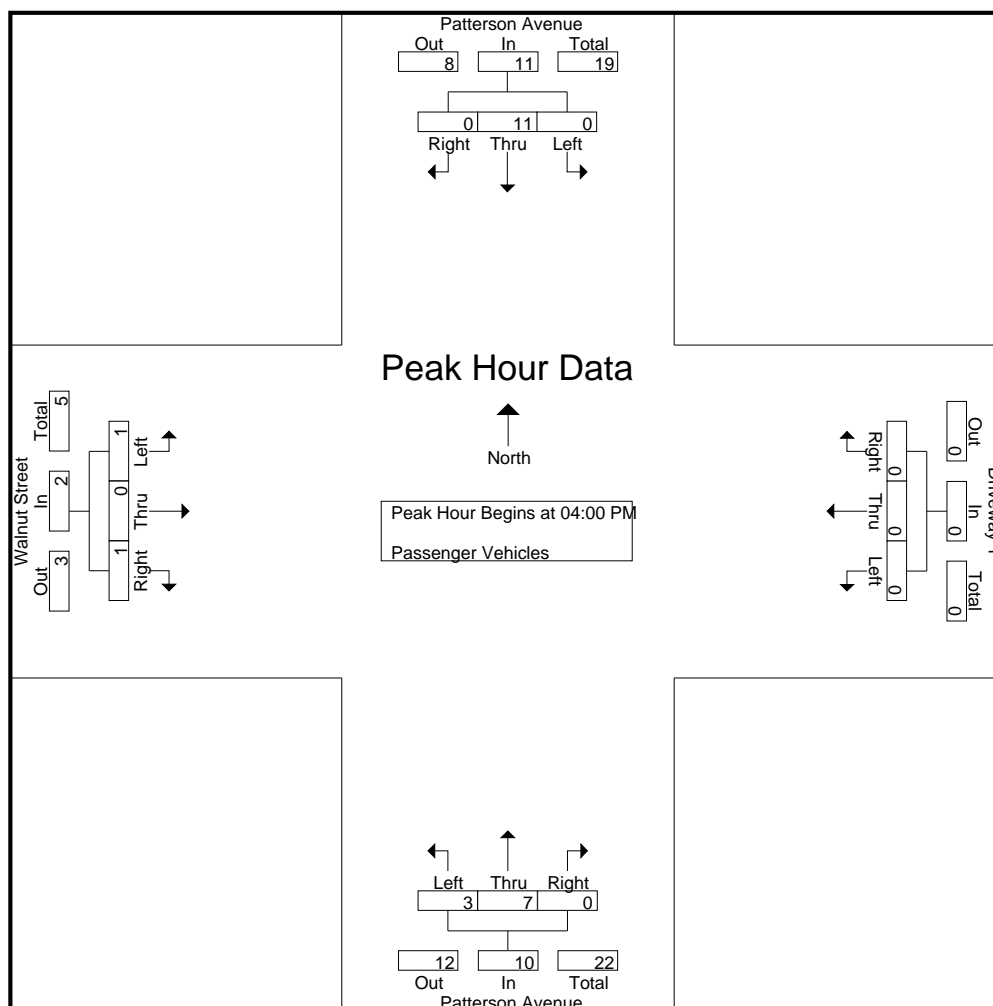 Patterson Avenue
Out In Total
8 11 19
0 11 0
Right Thru Left
Peak Hour Data
North
Peak Hour Begins at 04:00 PM
Passenger Vehicles
Walnut Street
Out In Total
3 2 5
1 0 1
Right Thru Left
Out In Total
0 0 0
Right Thru Left
0 0 0
Left Thru Right
3 7 0
12 10 22
Out In Total
Patterson Avenue